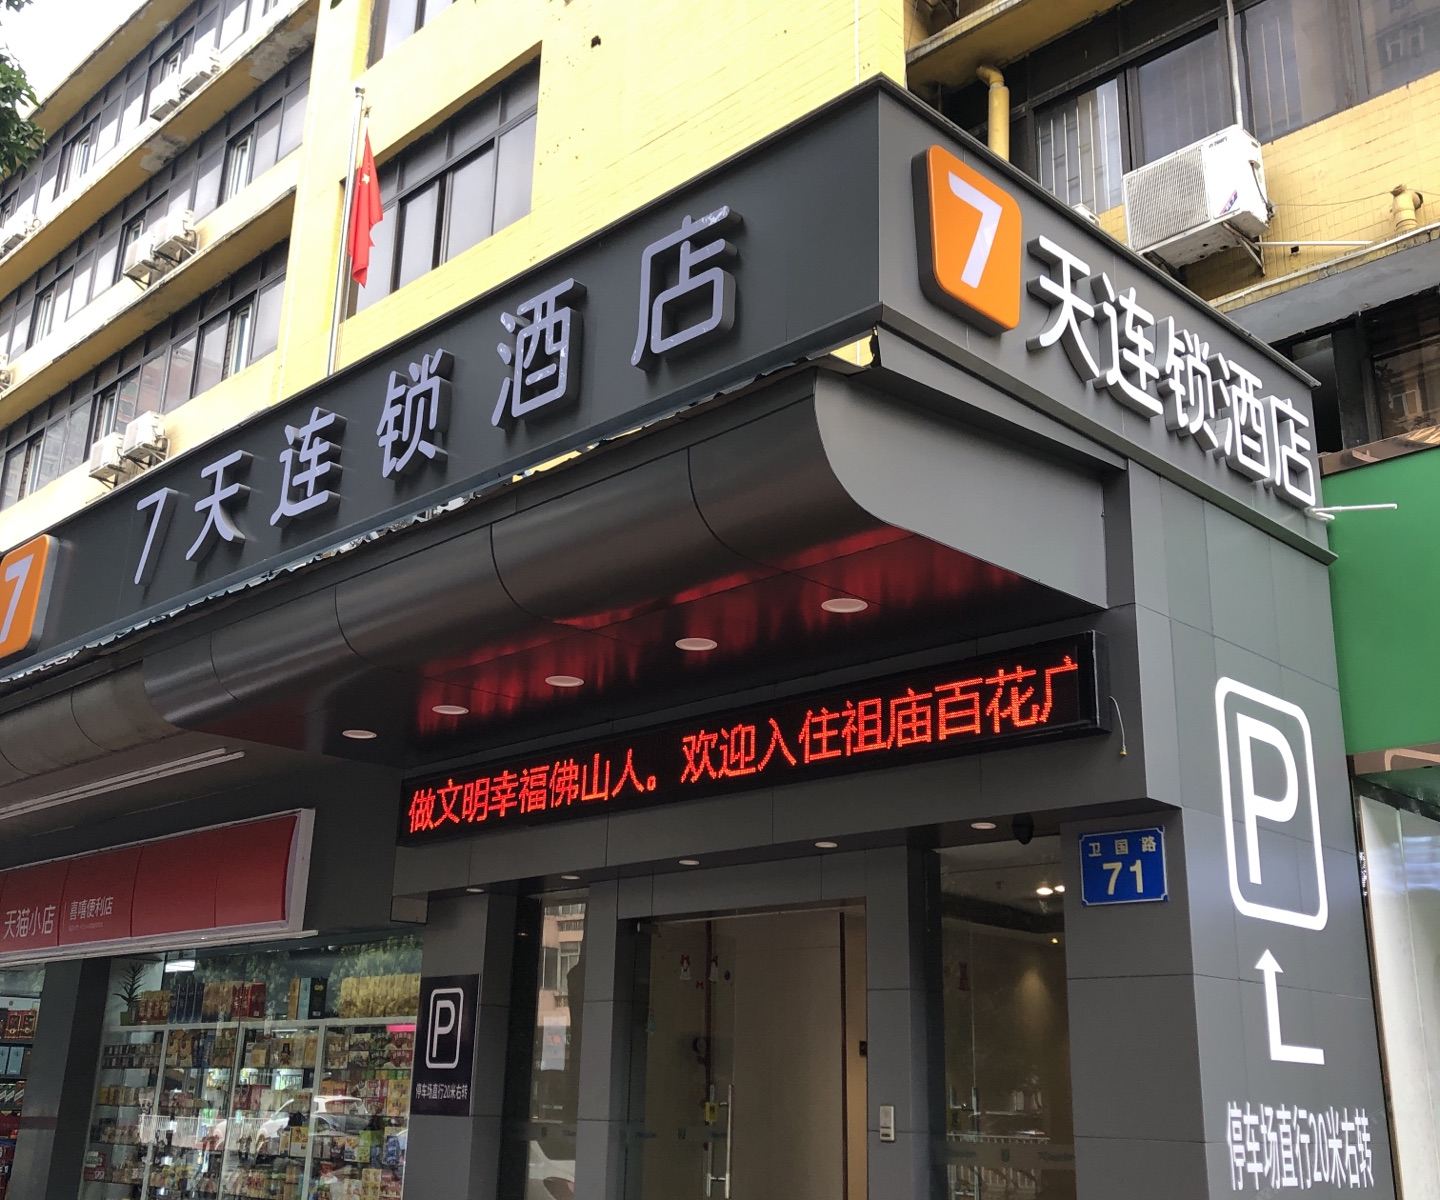 7天连锁酒店
7
7
天连锁酒店
做文明幸福佛山人。欢迎入住祖庙百花广
卫国路
71
P
停车场直行20米右转
天猫小店
喜嘻便利店
P
停车场直行20米右转